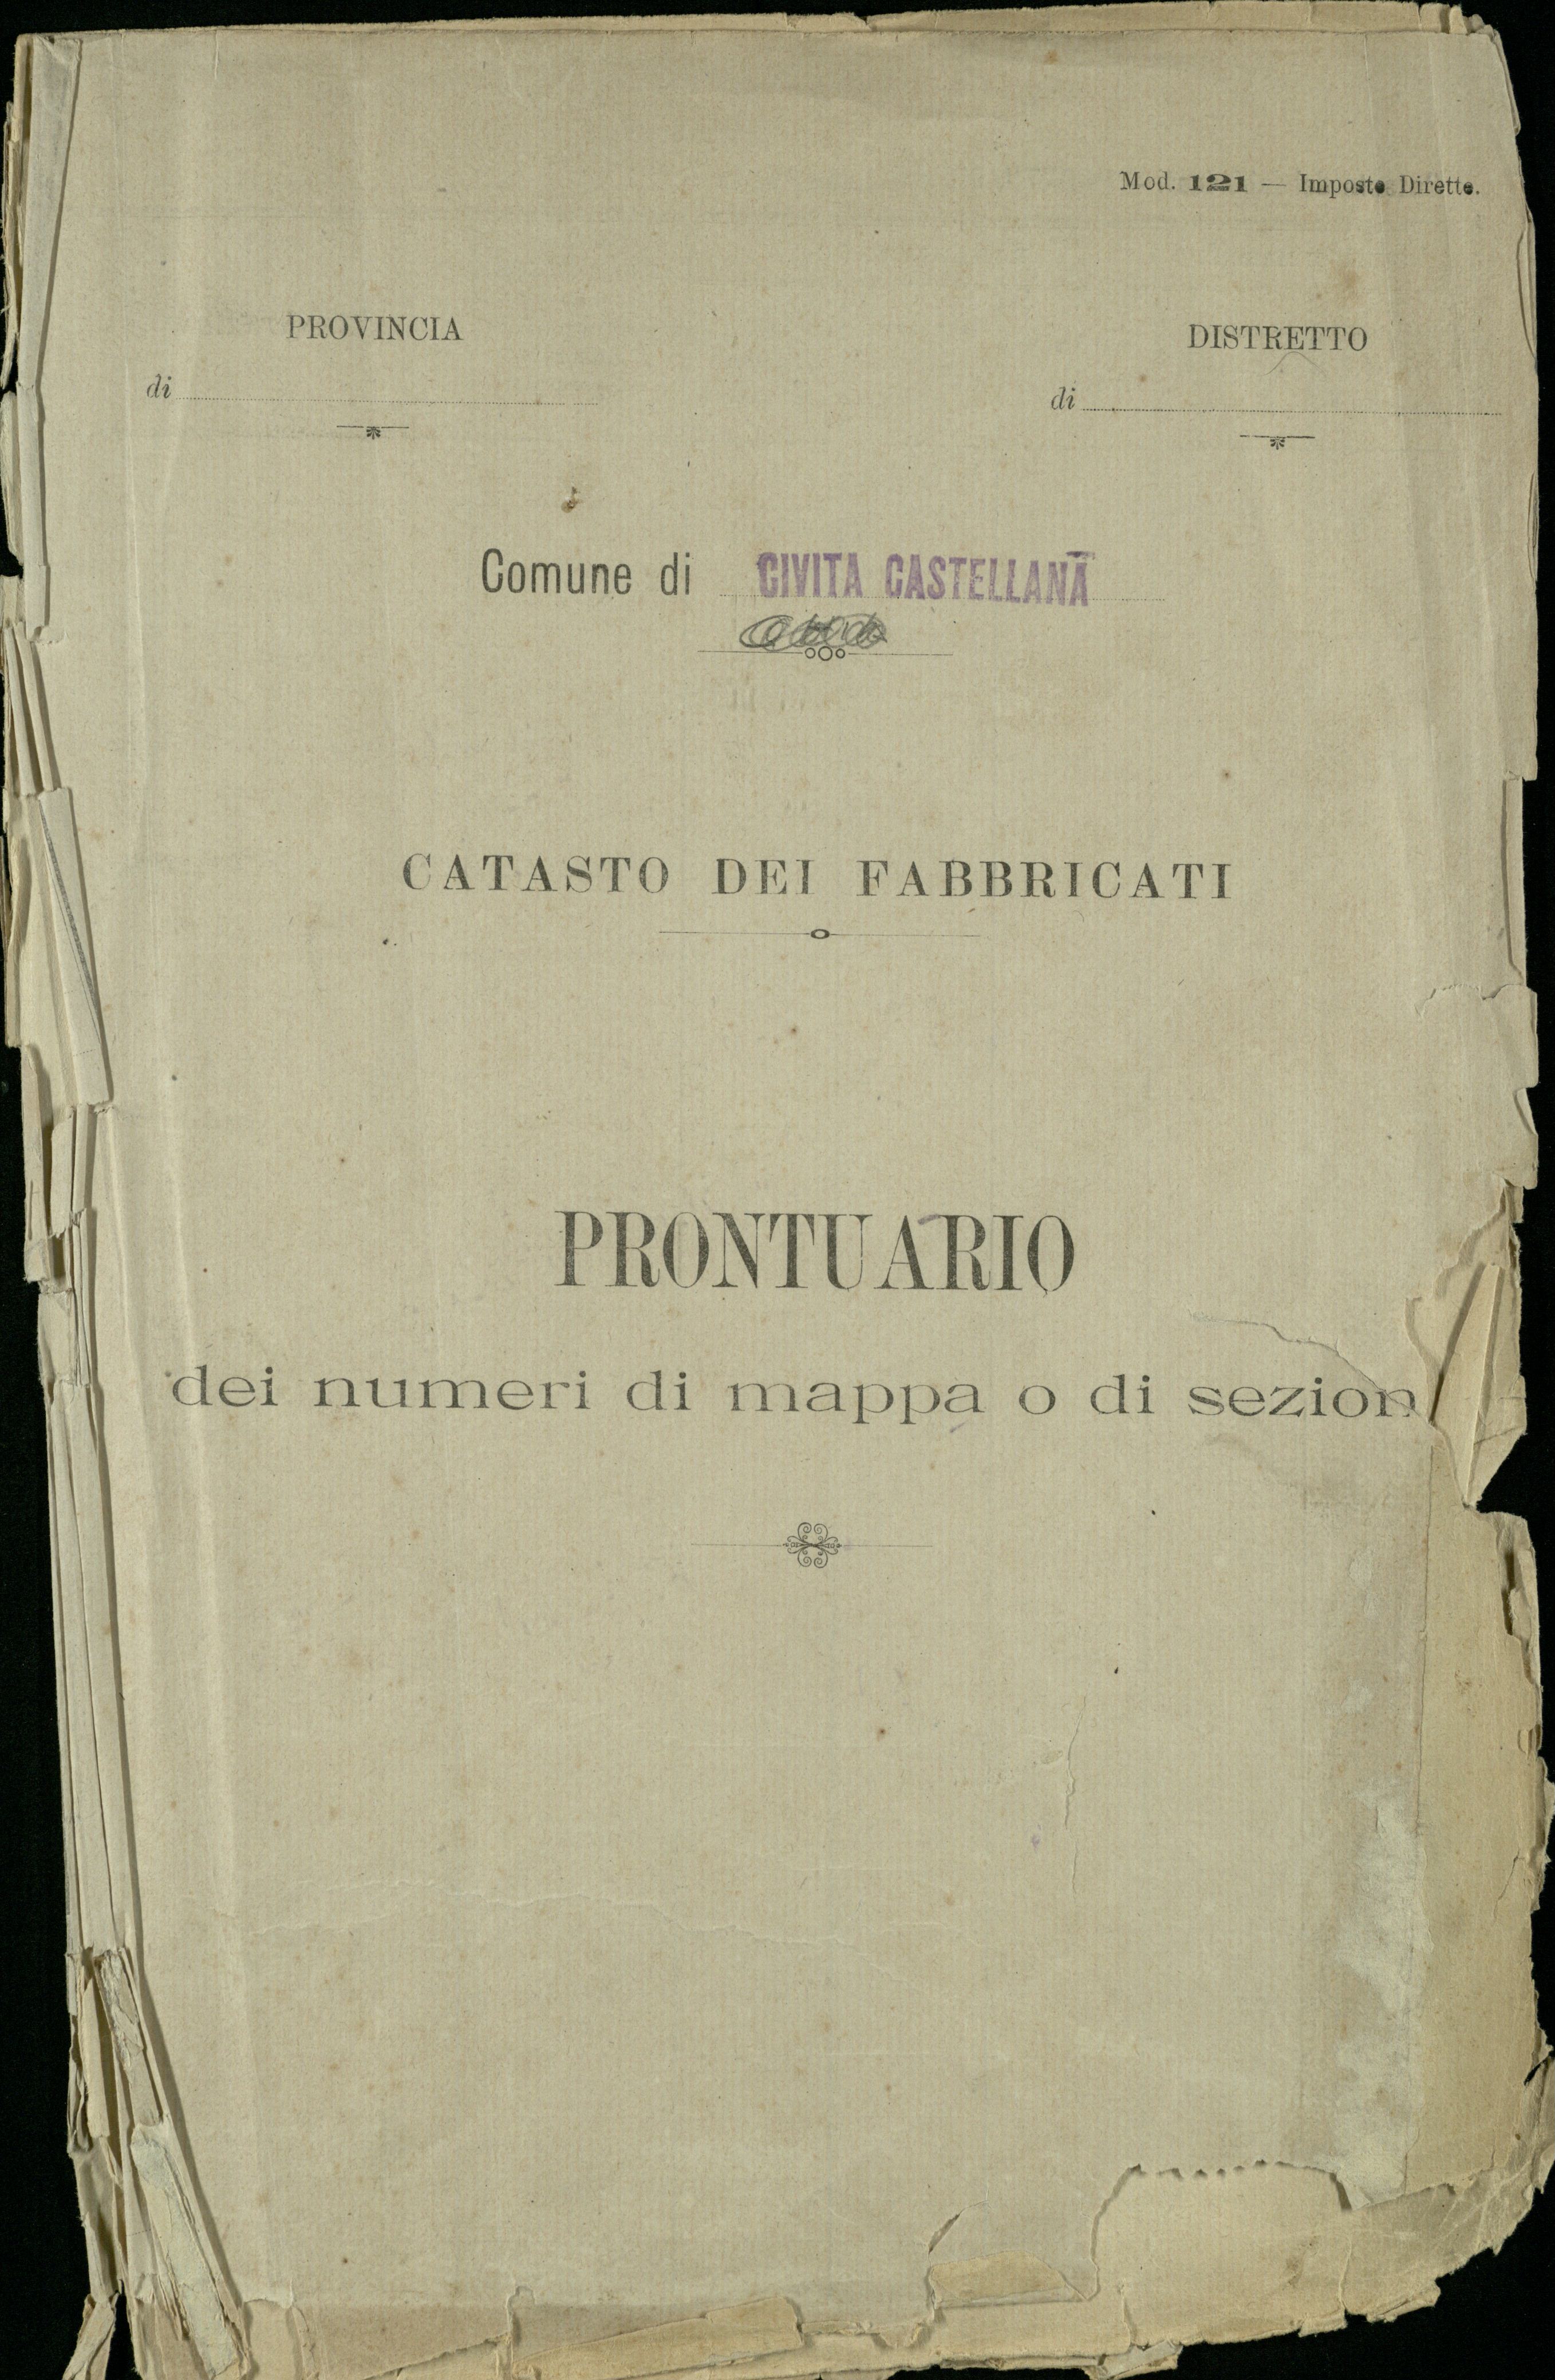 Mod. 121 — Imposte Dirette.
PROVINCIA
di
DISTRETTO
di
Comune di CIVITA CASTELLANA
CATASTO DEI FABBRICATI
PRONTUARIO
dei numeri di mappa o di sezion